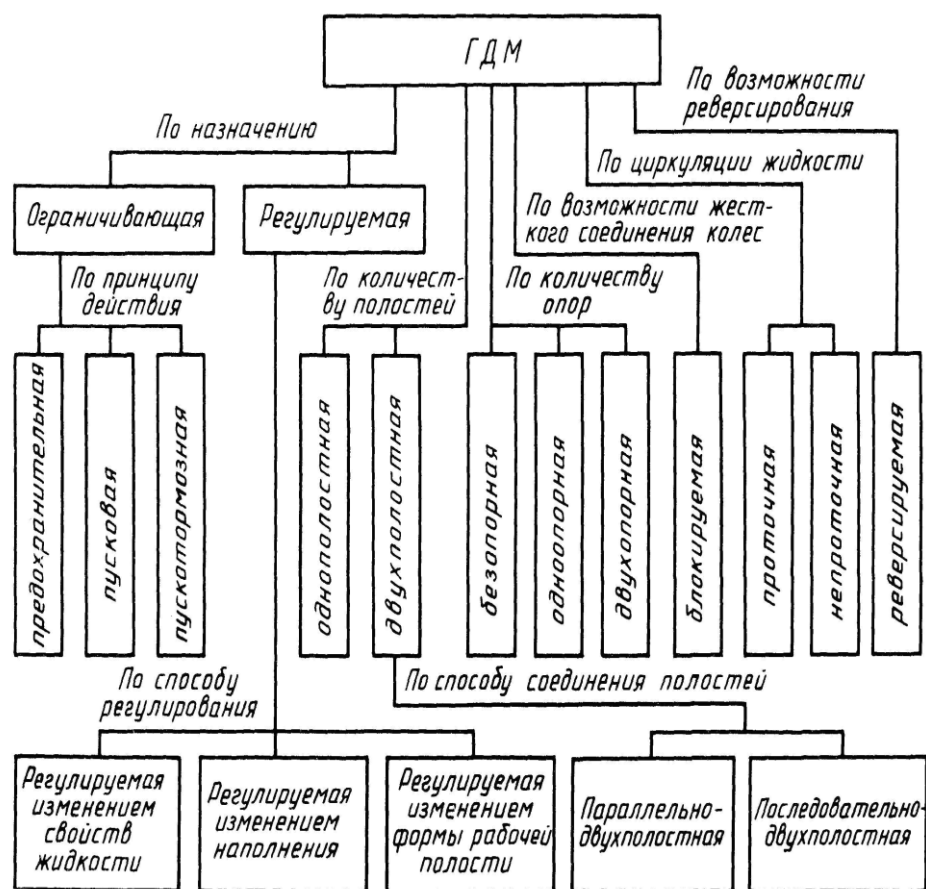 ГДМ
По возможности
реверсирования
По назначению
По циркуляции жидкости
Ограничивающая
Регулируемая
По возможности жест-
кого соединения колес
По принципу
действия
По количест-
ву полостей
По количеству
опор
предохранительная
пусковая
пускотормозная
однополостная
двухполостная
безопорная
одноопорная
двухопорная
блокируемая
проточная
непроточная
реверсируемая
По способу
регулирования
По способу соединения полостей
Регулируемая
изменением
свойств
жидкости
Регулируемая
изменением
наполнения
Регулируемая
изменением
формы рабочей
полости
Параллельно-
двухполостная
Последовательно-
двухполостная